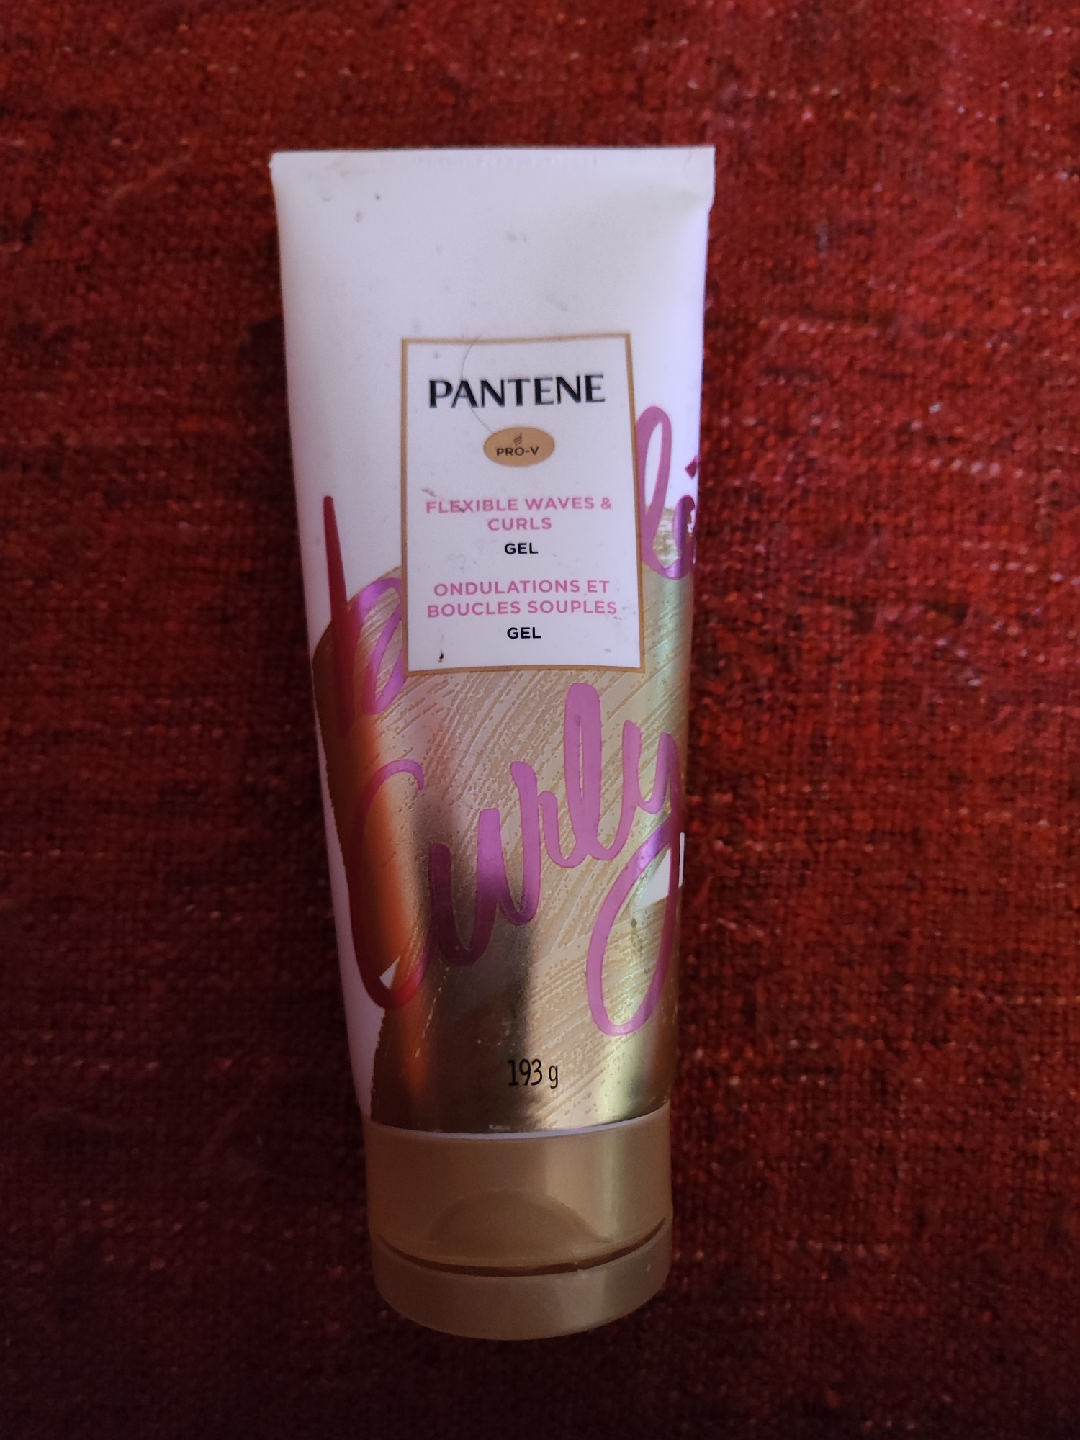 PANTENE
PRO-V
FLEXIBLE WAVES &
CURLS
GEL
ONDULATIONS ET
BOUCLES SOUPLES
GEL
Curly
193 g